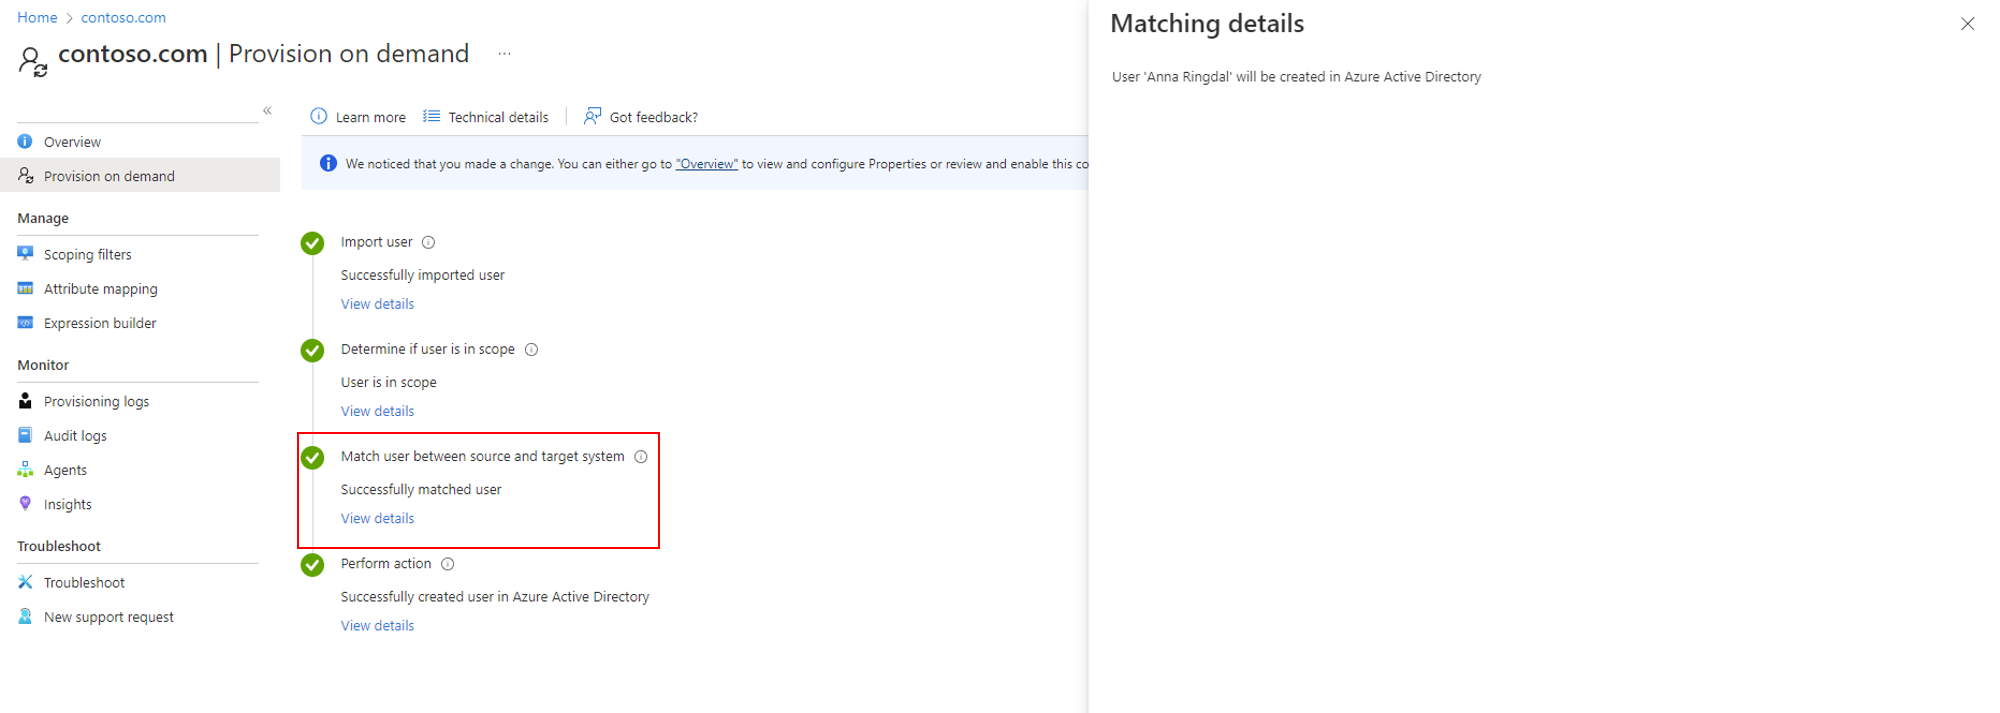 Home > contoso.com
contoso.com | Provision on demand ...
«
Overview
Provision on demand
Manage
Scoping filters
Attribute mapping
Expression builder
Monitor
Provisioning logs
Audit logs
Agents
Insights
Troubleshoot
Troubleshoot
New support request
Learn more
Technical details
Got feedback?
We noticed that you made a change. You can either go to "Overview" to view and configure Properties or review and enable this co
Import user
Successfully imported user
View details
Determine if user is in scope
User is in scope
View details
Match user between source and target system
Successfully matched user
View details
Perform action
Successfully created user in Azure Active Directory
View details
Matching details
User 'Anna Ringdal' will be created in Azure Active Directory